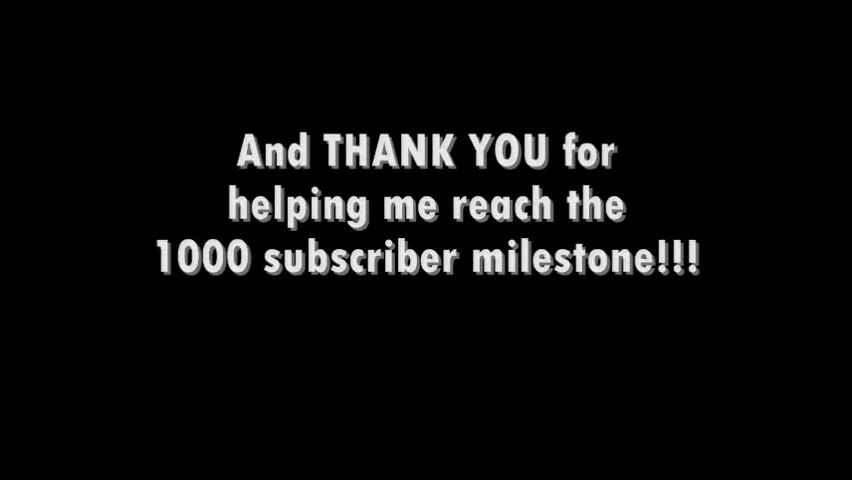 And THANK YOU for
helping me reach the
1000 subscriber milestone!!!